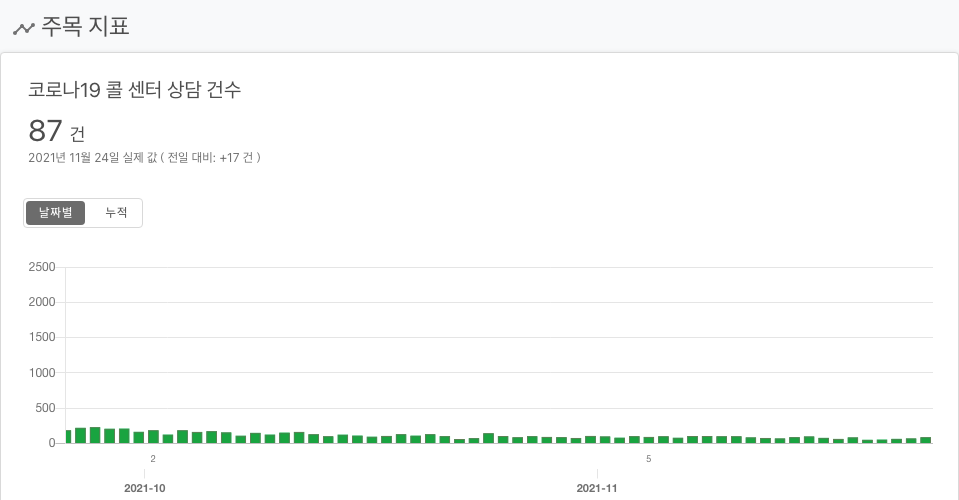 주목 지표
코로나19 콜 센터 상담 건수
87 건
2021년 11월 24일 실제 값 ( 전일 대비: +17 건 )
날짜별 누적
2500
2000
1500
1000
500
0
2 5
2021-10 2021-11